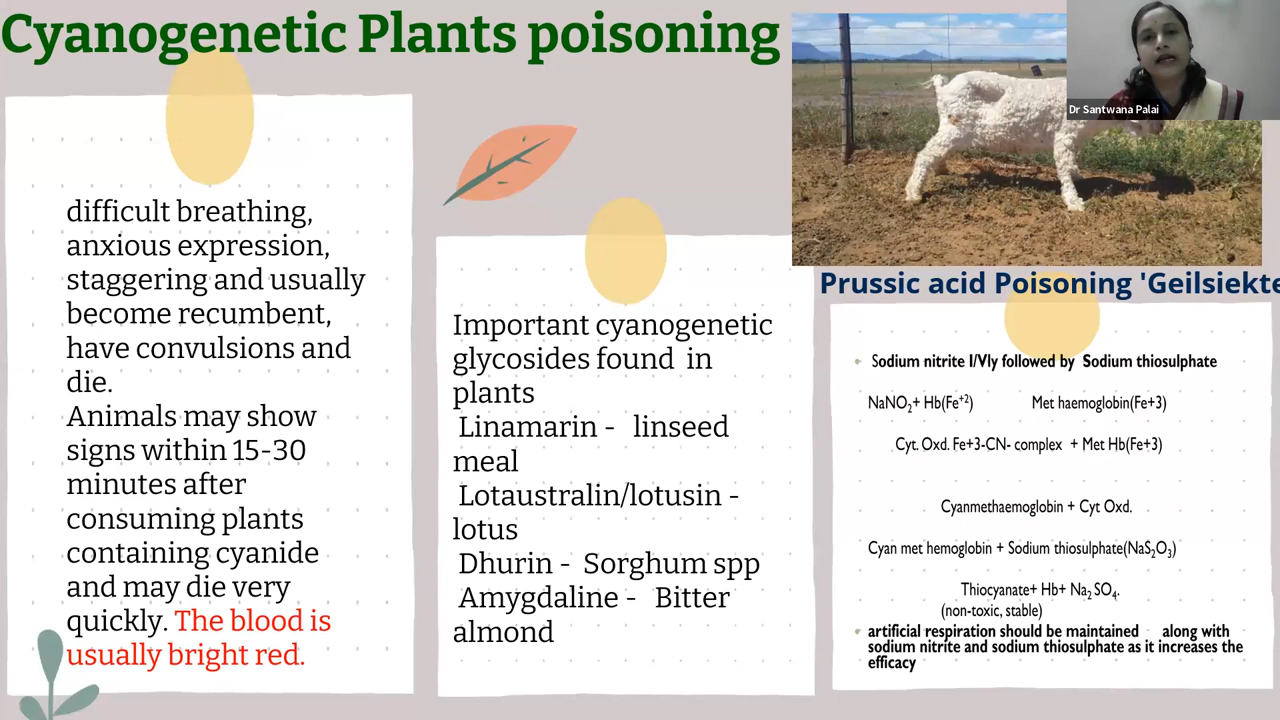 Cyanogenetic Plants poisoning
Dr Santwana Palai
difficult breathing,
anxious expression,
staggering and usually
become recumbent,
have convulsions and
die.
Animals may show
signs within 15-30
minutes after
consuming plants
containing cyanide
and may die very
quickly. The blood is
usually bright red.
Important cyanogenetic
glycosides found in
plants
Linamarin - linseed
meal
Lotaustralin/lotusin -
lotus
Dhurin - Sorghum spp
Amygdaline - Bitter
almond
Prussic acid Poisoning 'Geilsiekte
Sodium nitrite I/Vly followed by Sodium thiosulphate
NaNO2+ Hb(Fe+2) Met haemoglobin(Fe+3)
Cyt. Oxd. Fe+3-CN- complex + Met Hb(Fe+3)
Cyanmethaemoglobin + Cyt Oxd.
Cyan met hemoglobin + Sodium thiosulphate(NaS2O3)
Thiocyanate+ Hb+ Na2 SO4.
(non-toxic, stable)
artificial respiration should be maintained along with
sodium nitrite and sodium thiosulphate as it increases the
efficacy